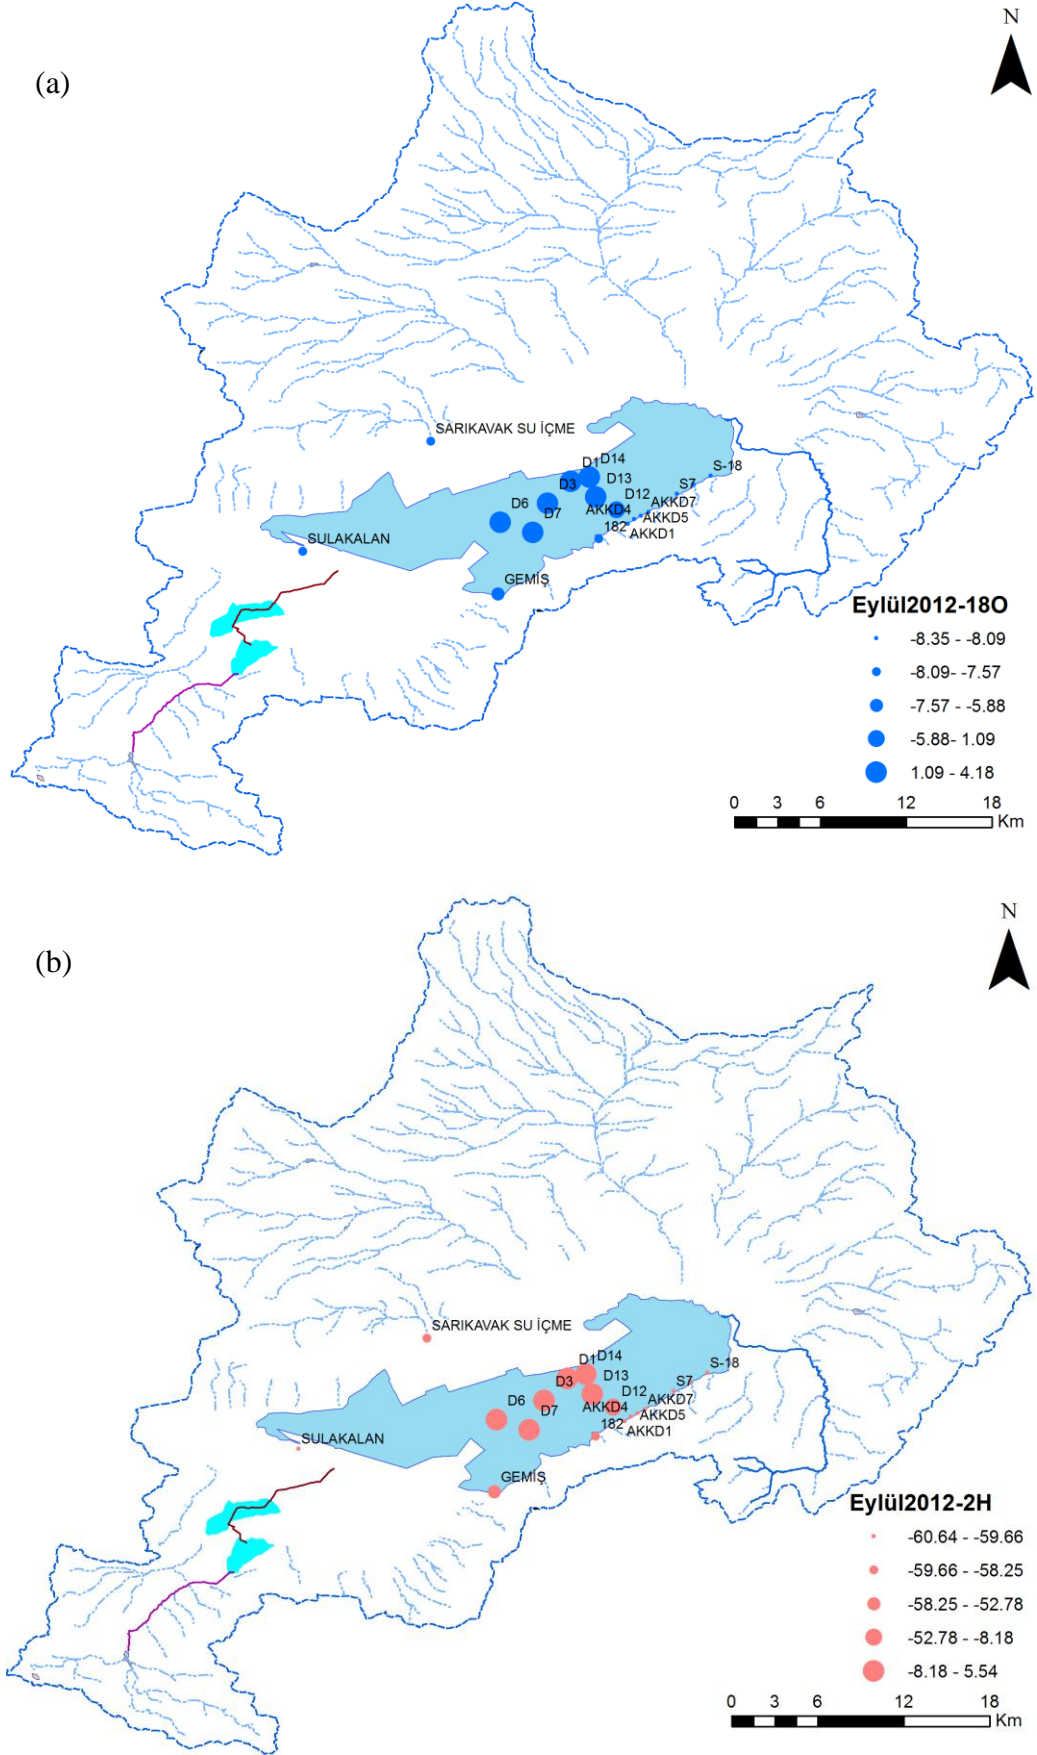 N
(a)
SARIKAVAK SU İÇME
D1 D14
S-18
D3 D13
S7
D6 D12
D7 AKKD4 AKKD7
AKKD5
182 AKKD1
SULAKALAN
GEMİŞ
Eylül2012-18O
-8.35 - -8.09
-8.09- -7.57
-7.57 - -5.88
-5.88- 1.09
1.09 - 4.18
0 3 6 12 18
Km
N
(b)
SARIKAVAK SU İÇME
D1 D14
S-18
D3 D13
S7
D6 D12
D7 AKKD4 AKKD7
AKKD5
182 AKKD1
SULAKALAN
GEMİŞ
Eylül2012-2H
-60.64 - -59.66
-59.66 - -58.25
-58.25 - -52.78
-52.78 - -8.18
-8.18 - 5.54
0 3 6 12 18
Km